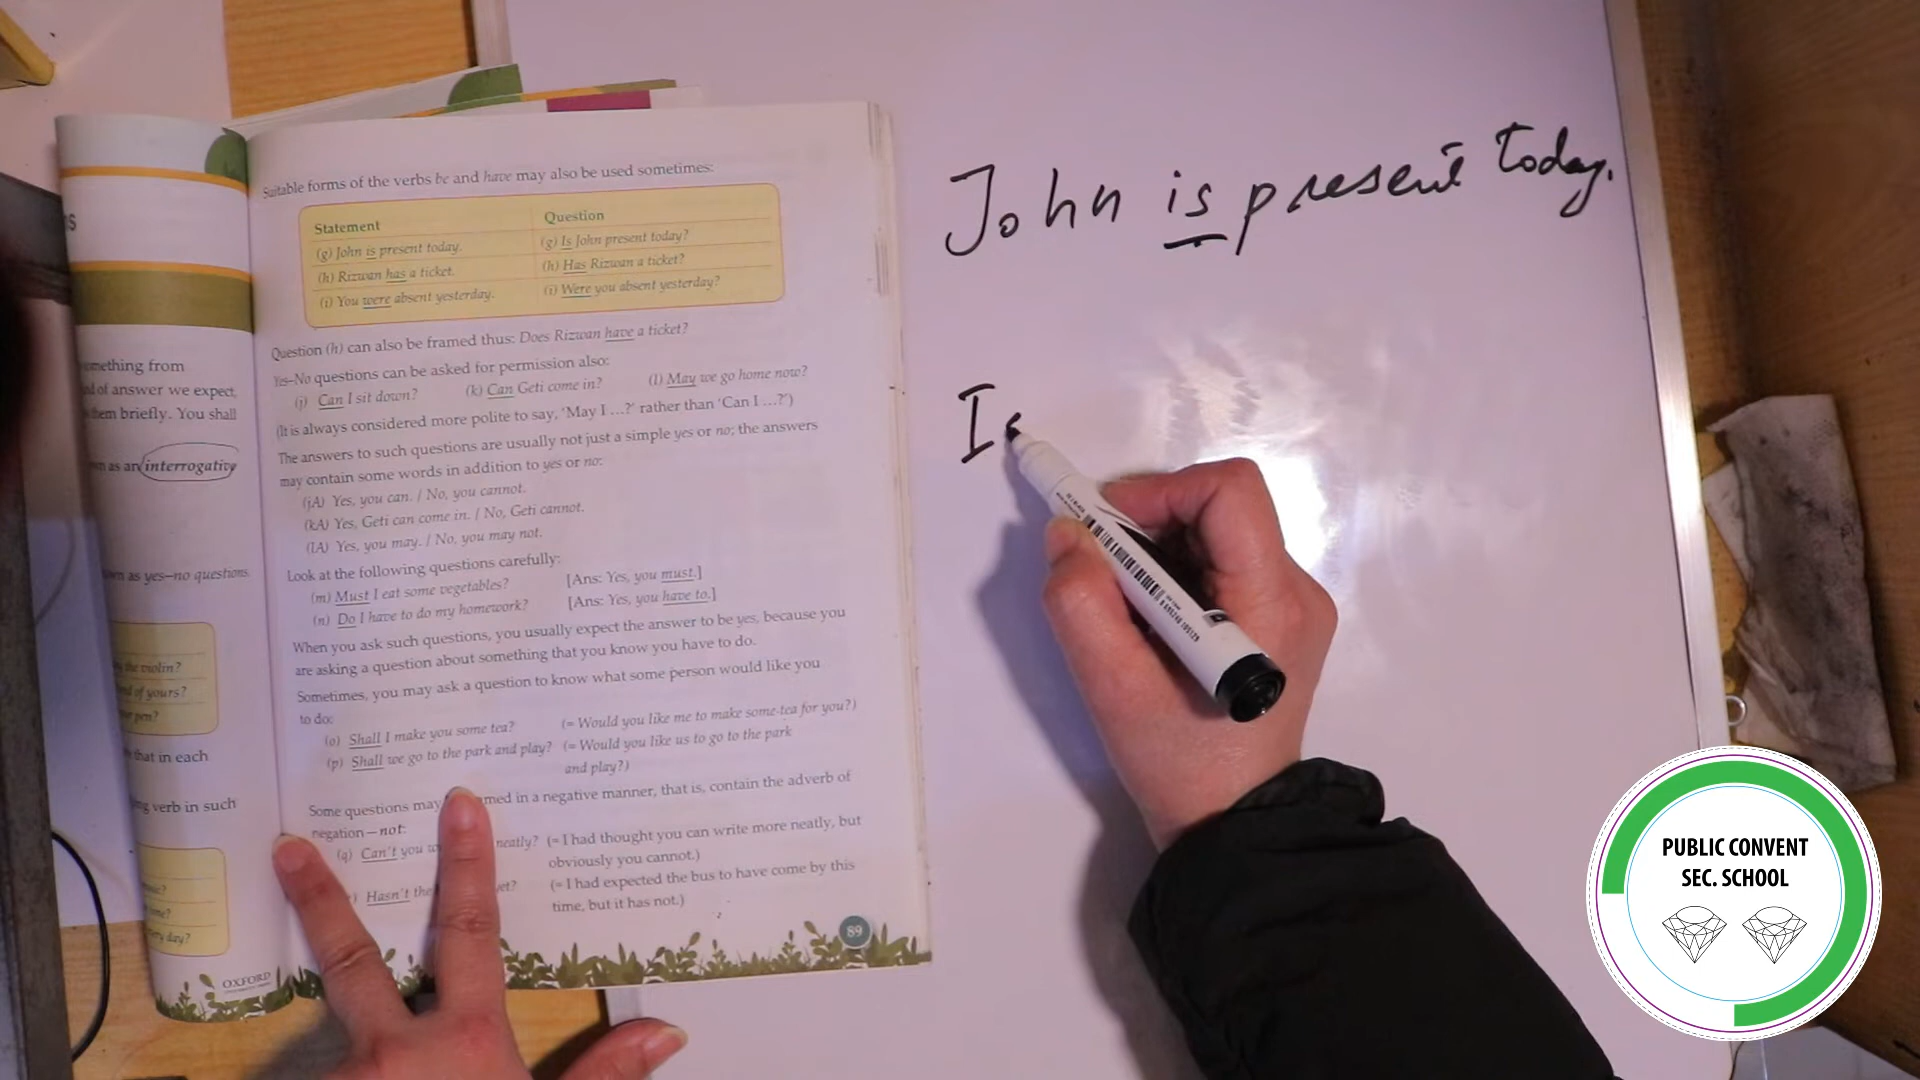 Suitable forms of the verbs be and have may also be used sometimes:
Statement Question
(g) John is present today. (g) Is John present today?
(h) Rizwan has a ticket. (h) Has Rizwan a ticket?
(i) You were absent yesterday. (i) Were you absent yesterday?
Question (h) can also be framed thus: Does Rizwan have a ticket?
Yes–No questions can be asked for permission also:
(j) Can I sit down? (k) Can Geti come in? (l) May we go home now?
(It is always considered more polite to say, 'May I …?' rather than 'Can I …?')
The answers to such questions are usually not just a simple yes or no; the answers
may contain some words in addition to yes or no:
(jA) Yes, you can. / No, you cannot.
(kA) Yes, Geti can come in. / No, Geti cannot.
(lA) Yes, you may. / No, you may not.
Look at the following questions carefully:
(m) Must I eat some vegetables? [Ans: Yes, you must.]
(n) Do I have to do my homework? [Ans: Yes, you have to.]
When you ask such questions, you usually expect the answer to be yes, because you
are asking a question about something that you know you have to do.
Sometimes, you may ask a question to know what some person would like you
to do:
(o) Shall I make you some tea? (= Would you like me to make some tea for you?)
(p) Shall we go to the park and play? (= Would you like us to go to the park
and play?)
Some questions may in a negative manner, that is, contain the adverb of
negation—not:
(q) Can't you neatly? (= I had thought you can write more neatly, but
obviously you cannot.)
Hasn't the yet? (= I had expected the bus to have come by this
time, but it has not.)
89
something from
of answer we expect,
them briefly. You shall
as an interrogative
as yes–no questions
the violin?
of yours?
pen?
that in each
verb in such
day?
OXFORD
John is present today.
Is
PUBLIC CONVENT
SEC. SCHOOL